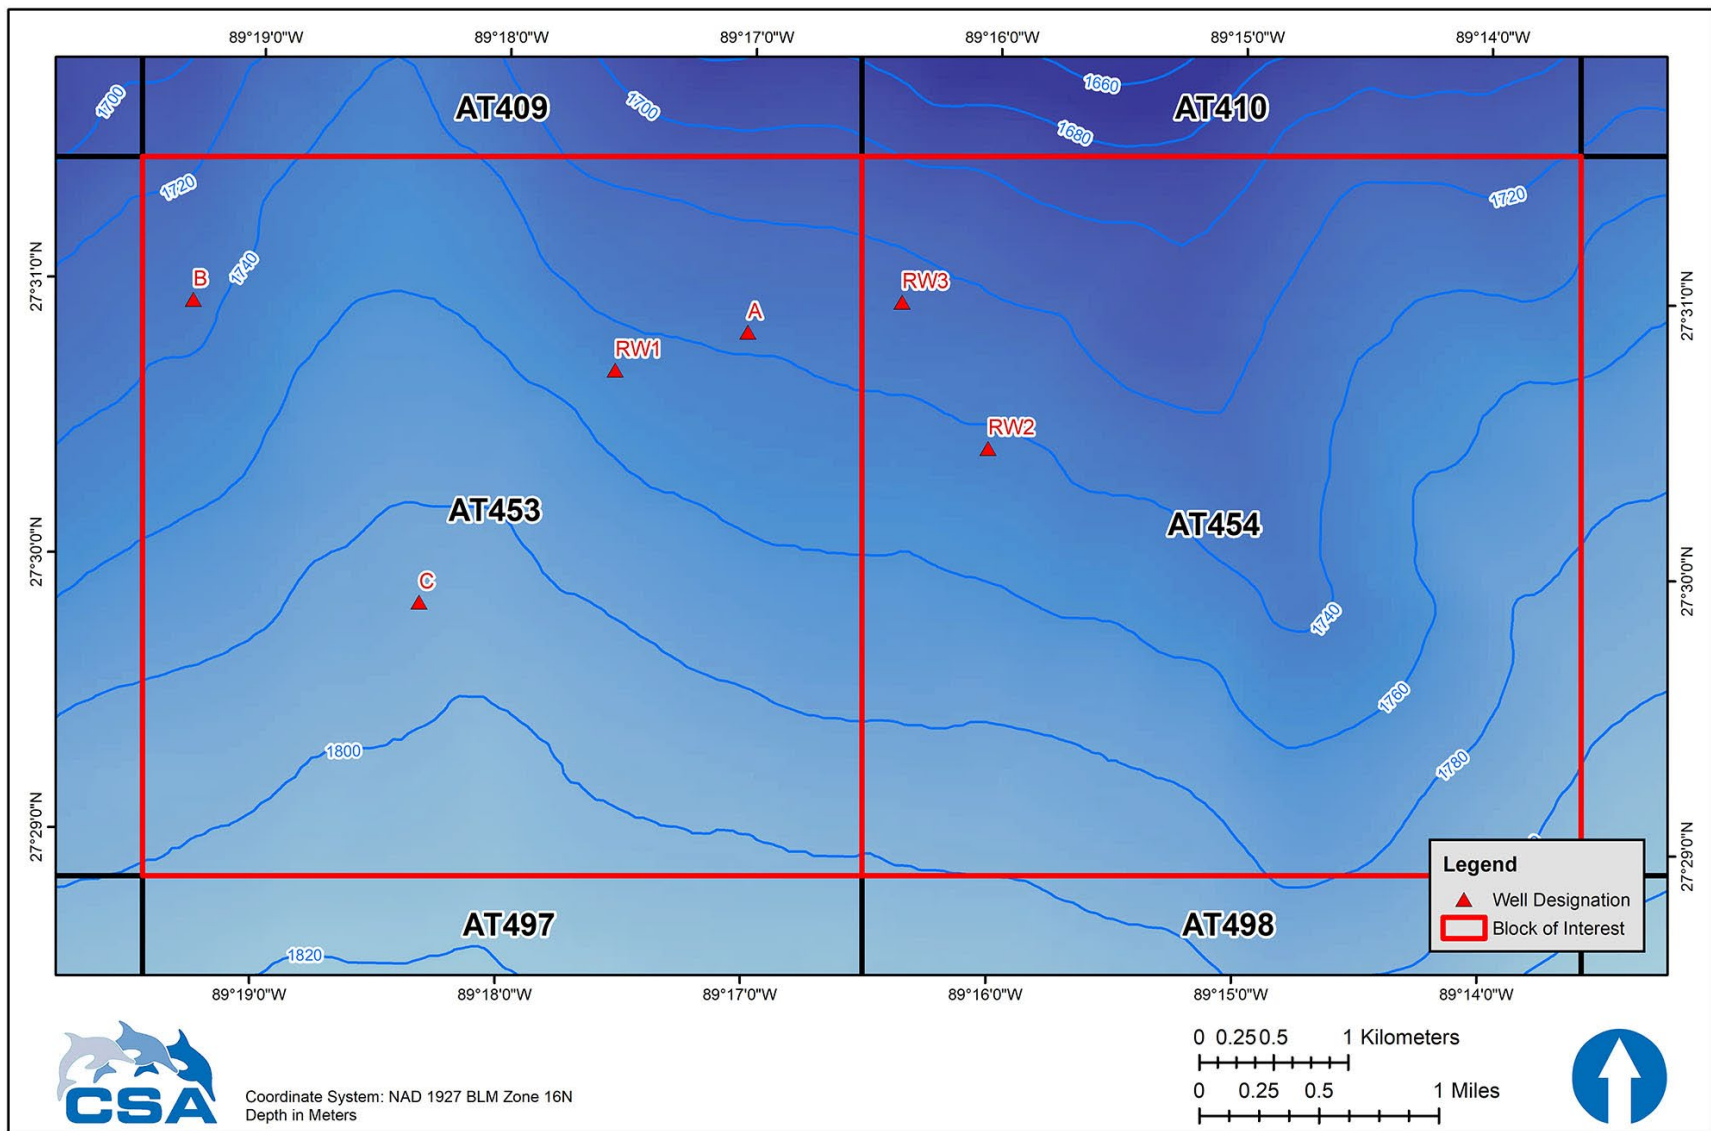 89°19'0"W
89°18'0"W
89°17'0"W
89°16'0"W
89°15'0"W
89°14'0"W
1700
AT409
1700
1660
1680
AT410
1720
1720
27°31'0"N
B
1740
RW3
27°31'0"N
A
RW1
RW2
AT453
AT454
27°30'0"N
C
27°30'0"N
1740
1760
1800
1780
27°29'0"N
27°29'0"N
Legend
Well Designation
Block of Interest
AT497
AT498
1820
89°19'0"W
89°18'0"W
89°17'0"W
89°16'0"W
89°15'0"W
89°14'0"W
0 0.25 0.5 1 Kilometers
0 0.25 0.5 1 Miles
CSA
Coordinate System: NAD 1927 BLM Zone 16N
Depth in Meters